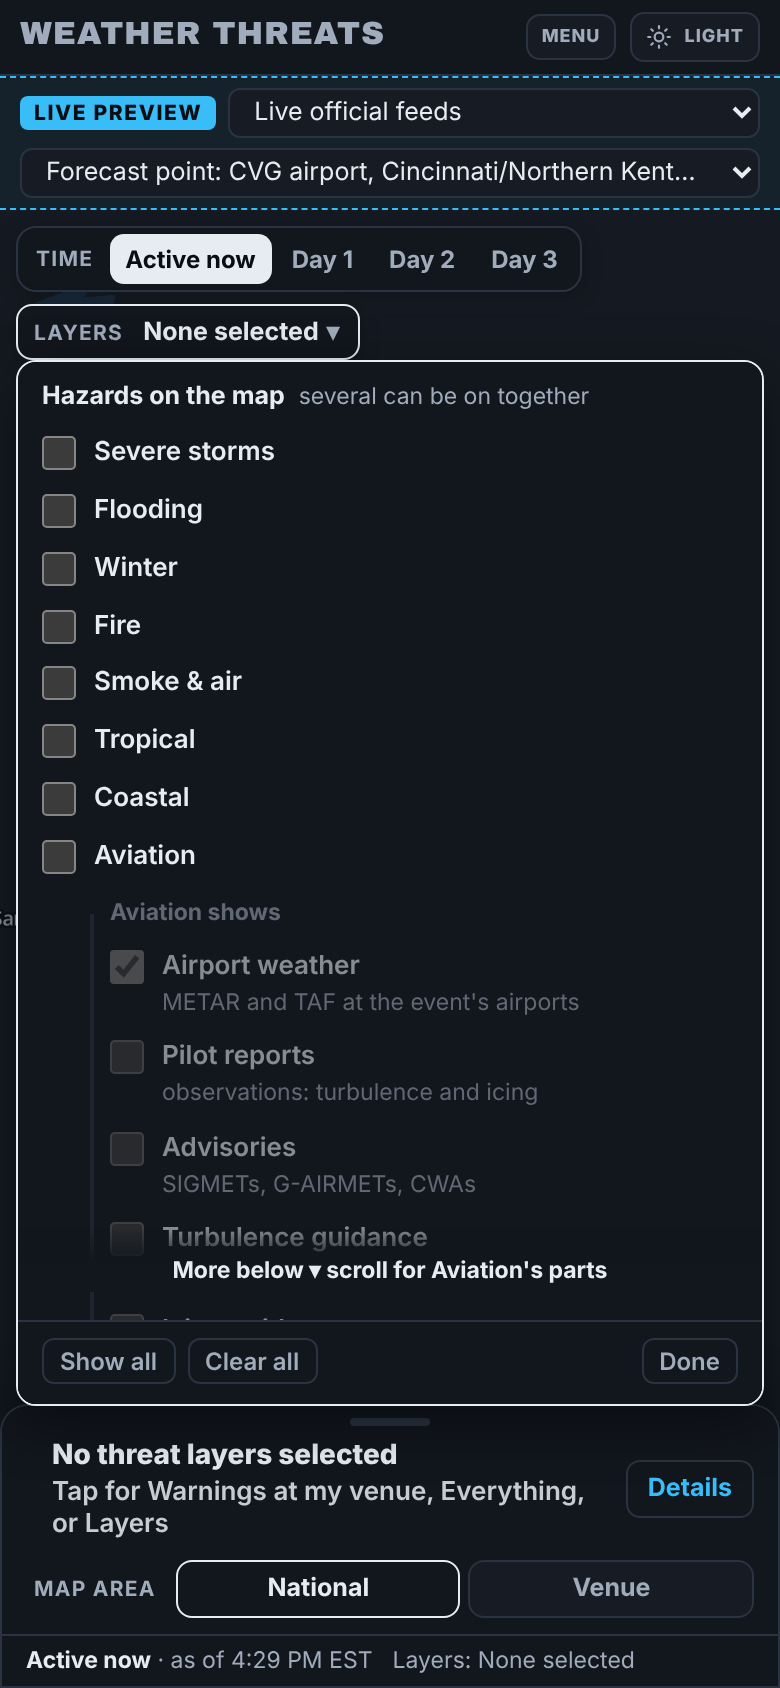 WEATHER THREATS
MENU
LIGHT
LIVE PREVIEW
Live official feeds
Forecast point: CVG airport, Cincinnati/Northern Kent...
TIME
Active now
Day 1
Day 2
Day 3
LAYERS
None selected ▾
Hazards on the map several can be on together
Severe storms
Flooding
Winter
Fire
Smoke & air
Tropical
Coastal
Aviation
Aviation shows
Airport weather
METAR and TAF at the event's airports
Pilot reports
observations: turbulence and icing
Advisories
SIGMETs, G-AIRMETs, CWAs
Turbulence guidance
More below ▾ scroll for Aviation's parts
Show all
Clear all
Done
No threat layers selected
Tap for Warnings at my venue, Everything,
or Layers
Details
MAP AREA
National
Venue
Active now · as of 4:29 PM EST Layers: None selected